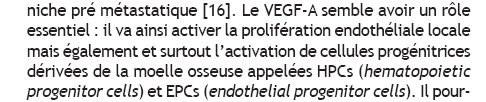 niche pré métastatique [16]. Le VEGF-A semble avoir un rôle
essentiel : il va ainsi activer la prolifération endothéliale locale
mais également et surtout l’activation de cellules progénitrices
dérivées de la moelle osseuse appelées HPCs (hematopoietic
progenitor cells) et EPCs (endothelial progenitor cells). Il pour-